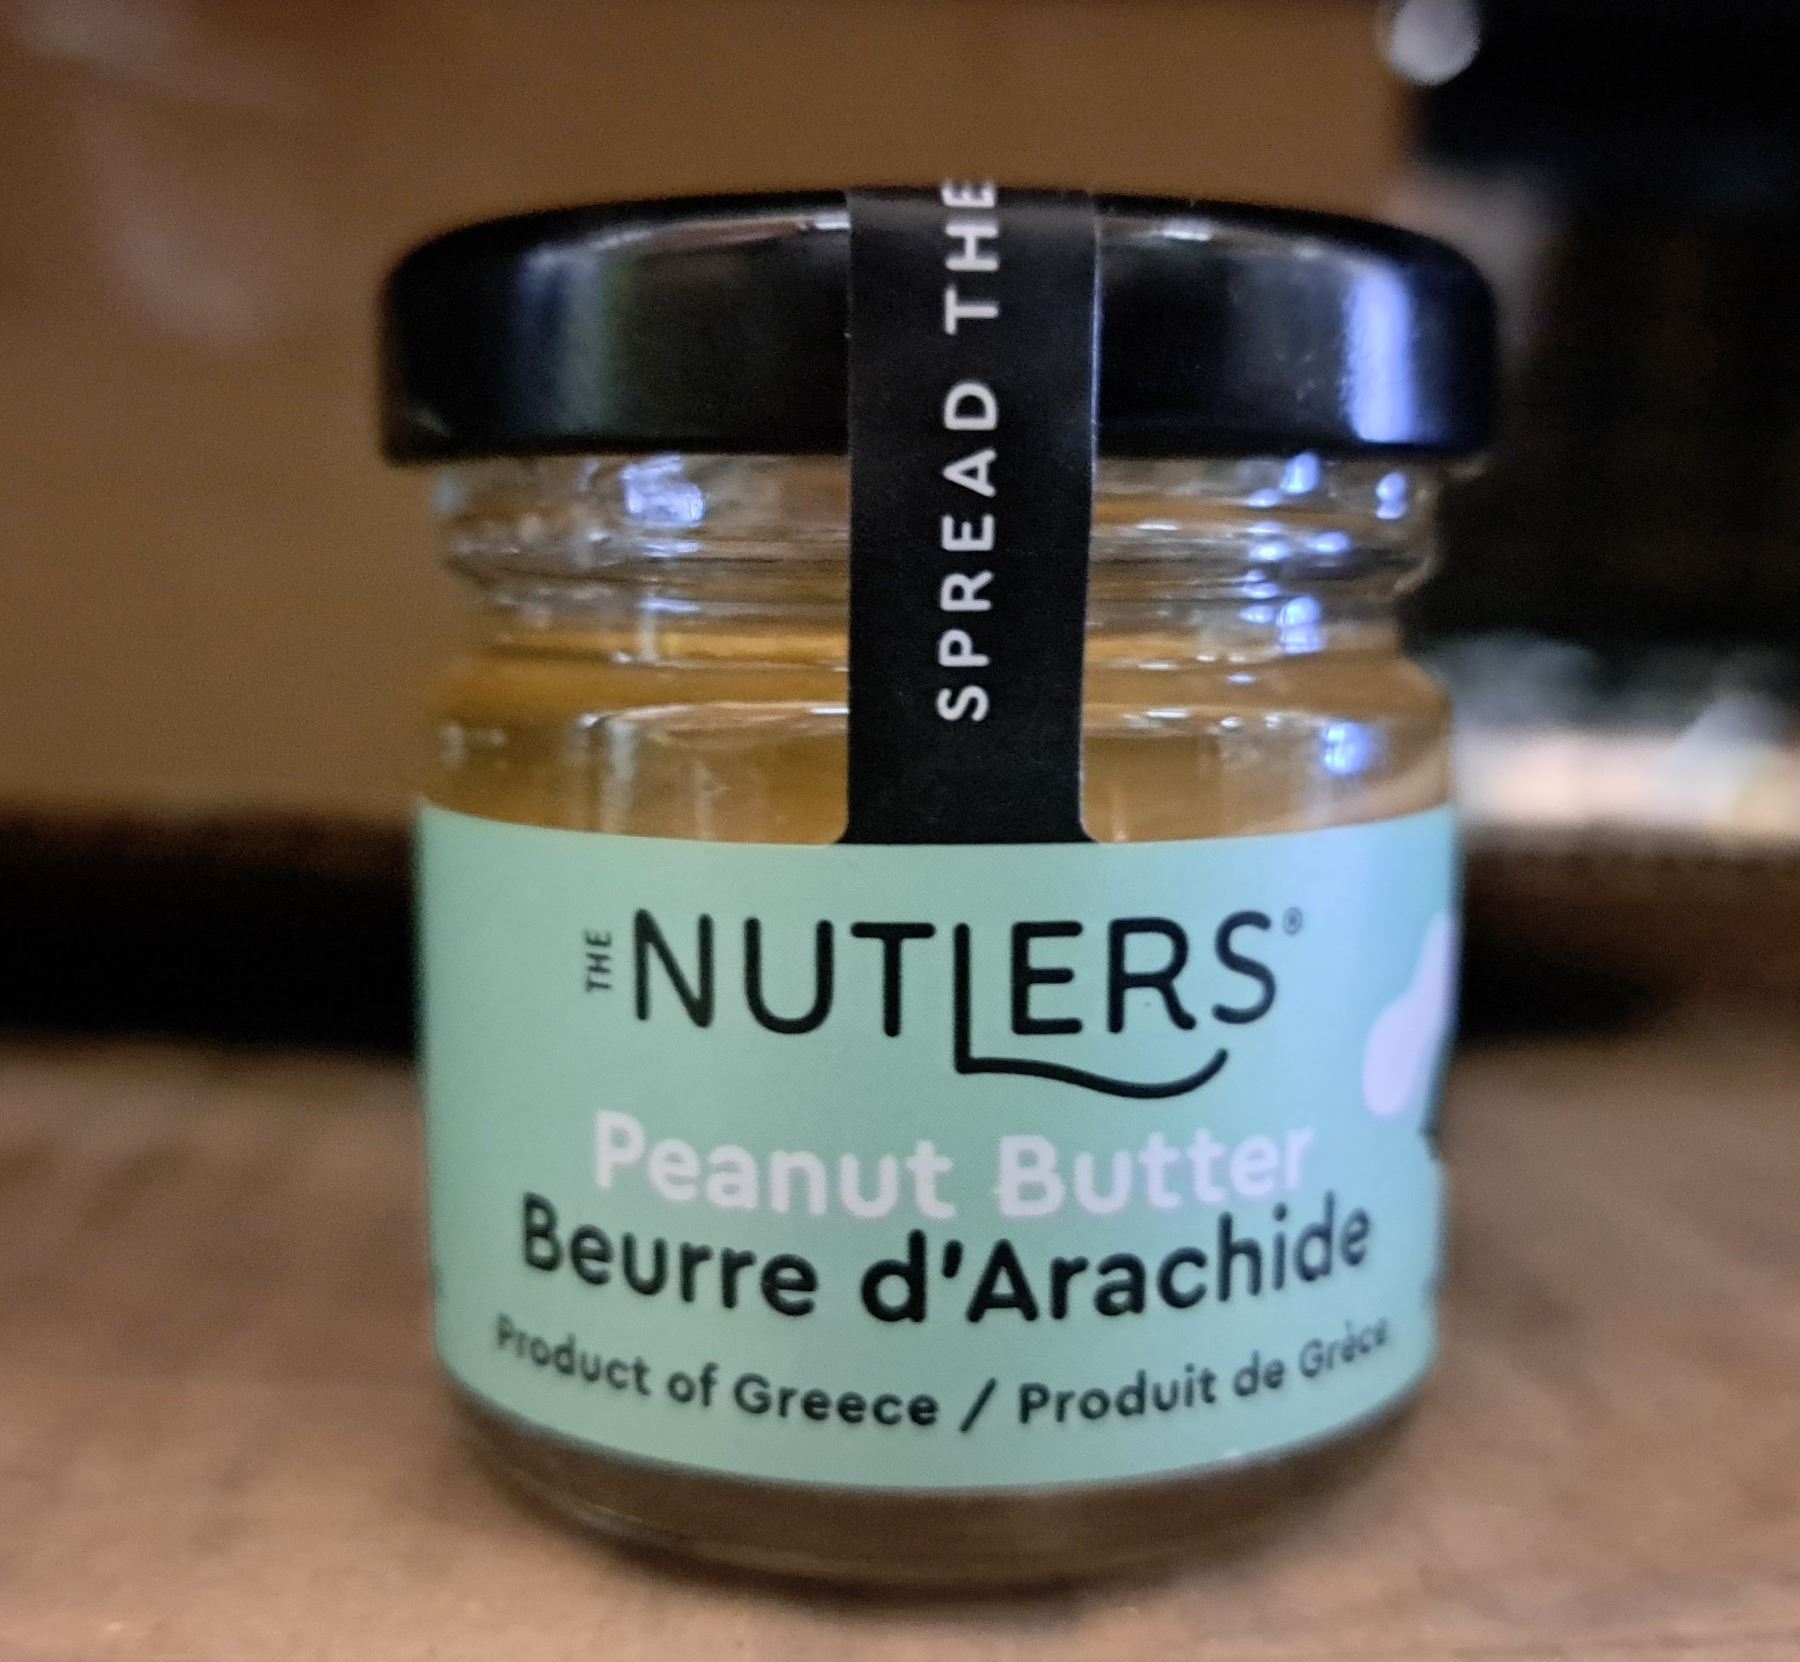 SPREAD THE
THE NUTLERS®
Peanut Butter
Beurre d'Arachide
Product of Greece / Produit de Grèce